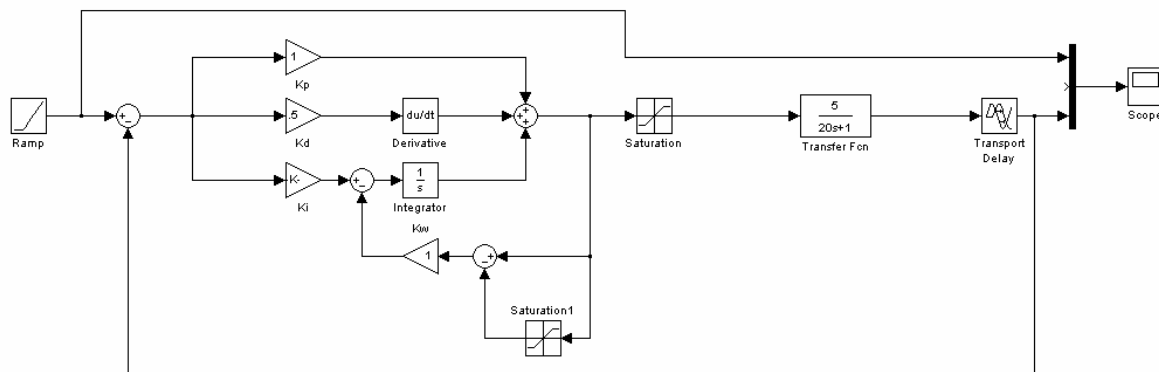 1
Kp
.5
Kd
du/dt
Derivative
K-
Ki
1
s
Integrator
Kw
1
Saturation1
Ramp
Saturation
5
20s+1
Transfer Fcn
Transport
Delay
Scope